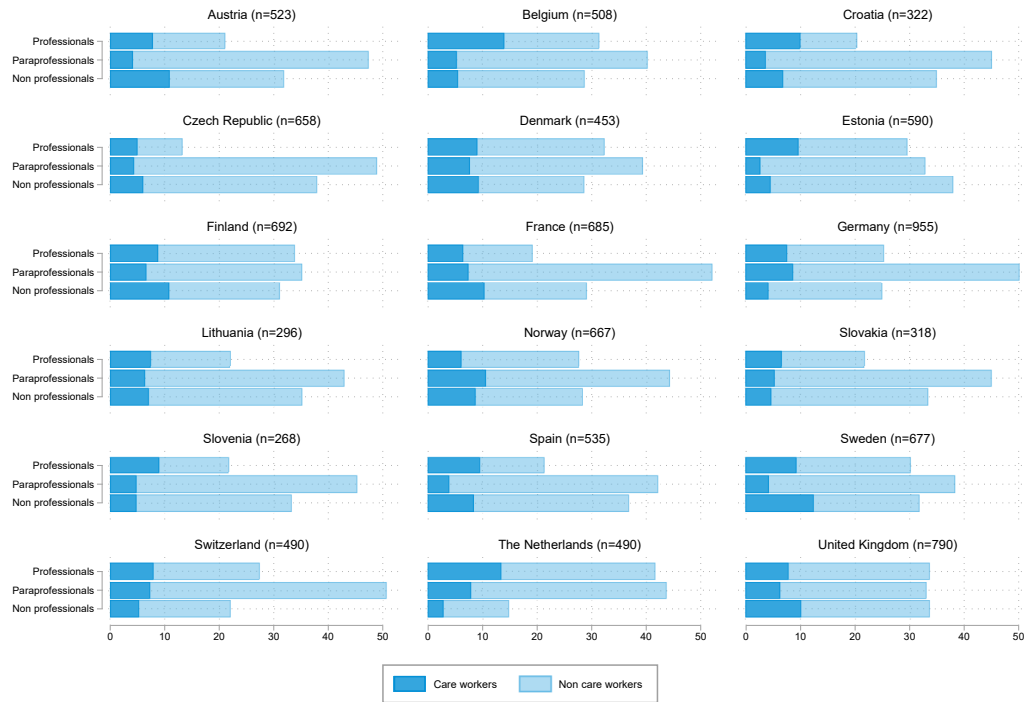 Austria (n=523)
Belgium (n=508)
Croatia (n=322)
Professionals
Paraprofessionals
Non professionals
Czech Republic (n=658)
Denmark (n=453)
Estonia (n=590)
Professionals
Paraprofessionals
Non professionals
Finland (n=692)
France (n=685)
Germany (n=955)
Professionals
Paraprofessionals
Non professionals
Lithuania (n=296)
Norway (n=667)
Slovakia (n=318)
Professionals
Paraprofessionals
Non professionals
Slovenia (n=268)
Spain (n=535)
Sweden (n=677)
Professionals
Paraprofessionals
Non professionals
Switzerland (n=490)
The Netherlands (n=490)
United Kingdom (n=790)
Professionals
Paraprofessionals
Non professionals
0 10 20 30 40 50
0 10 20 30 40 50
0 10 20 30 40 50
Care workers
Non care workers